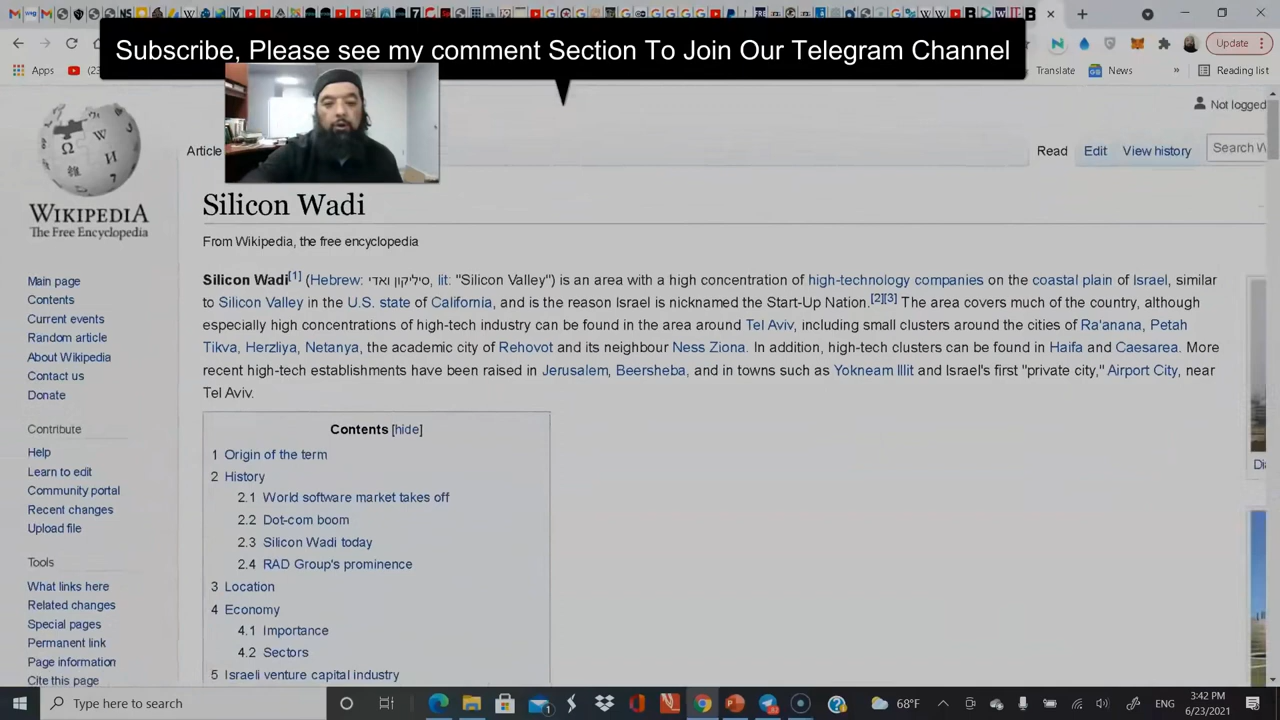 Subscribe, Please see my comment Section To Join Our Telegram Channel
Update
Apps
Translate
News
Reading list
Not logged
Article
Read
Edit
View history
Search W
WIKIPEDIA
The Free Encyclopedia
Silicon Wadi
From Wikipedia, the free encyclopedia
Silicon Wadi[1] (Hebrew: סיליקון ואדי, lit: "Silicon Valley") is an area with a high concentration of high-technology companies on the coastal plain of Israel, similar
to Silicon Valley in the U.S. state of California, and is the reason Israel is nicknamed the Start-Up Nation.[2][3] The area covers much of the country, although
especially high concentrations of high-tech industry can be found in the area around Tel Aviv, including small clusters around the cities of Ra'anana, Petah
Tikva, Herzliya, Netanya, the academic city of Rehovot and its neighbour Ness Ziona. In addition, high-tech clusters can be found in Haifa and Caesarea. More
recent high-tech establishments have been raised in Jerusalem, Beersheba, and in towns such as Yokneam Illit and Israel's first "private city," Airport City, near
Tel Aviv.
Main page
Contents
Current events
Random article
About Wikipedia
Contact us
Donate
Contribute
Help
Learn to edit
Community portal
Recent changes
Upload file
Tools
What links here
Related changes
Special pages
Permanent link
Page information
Cite this page
Contents [hide]
1 Origin of the term
2 History
2.1 World software market takes off
2.2 Dot-com boom
2.3 Silicon Wadi today
2.4 RAD Group's prominence
3 Location
4 Economy
4.1 Importance
4.2 Sectors
5 Israeli venture capital industry
Type here to search
68°F
3:42 PM
6/23/2021